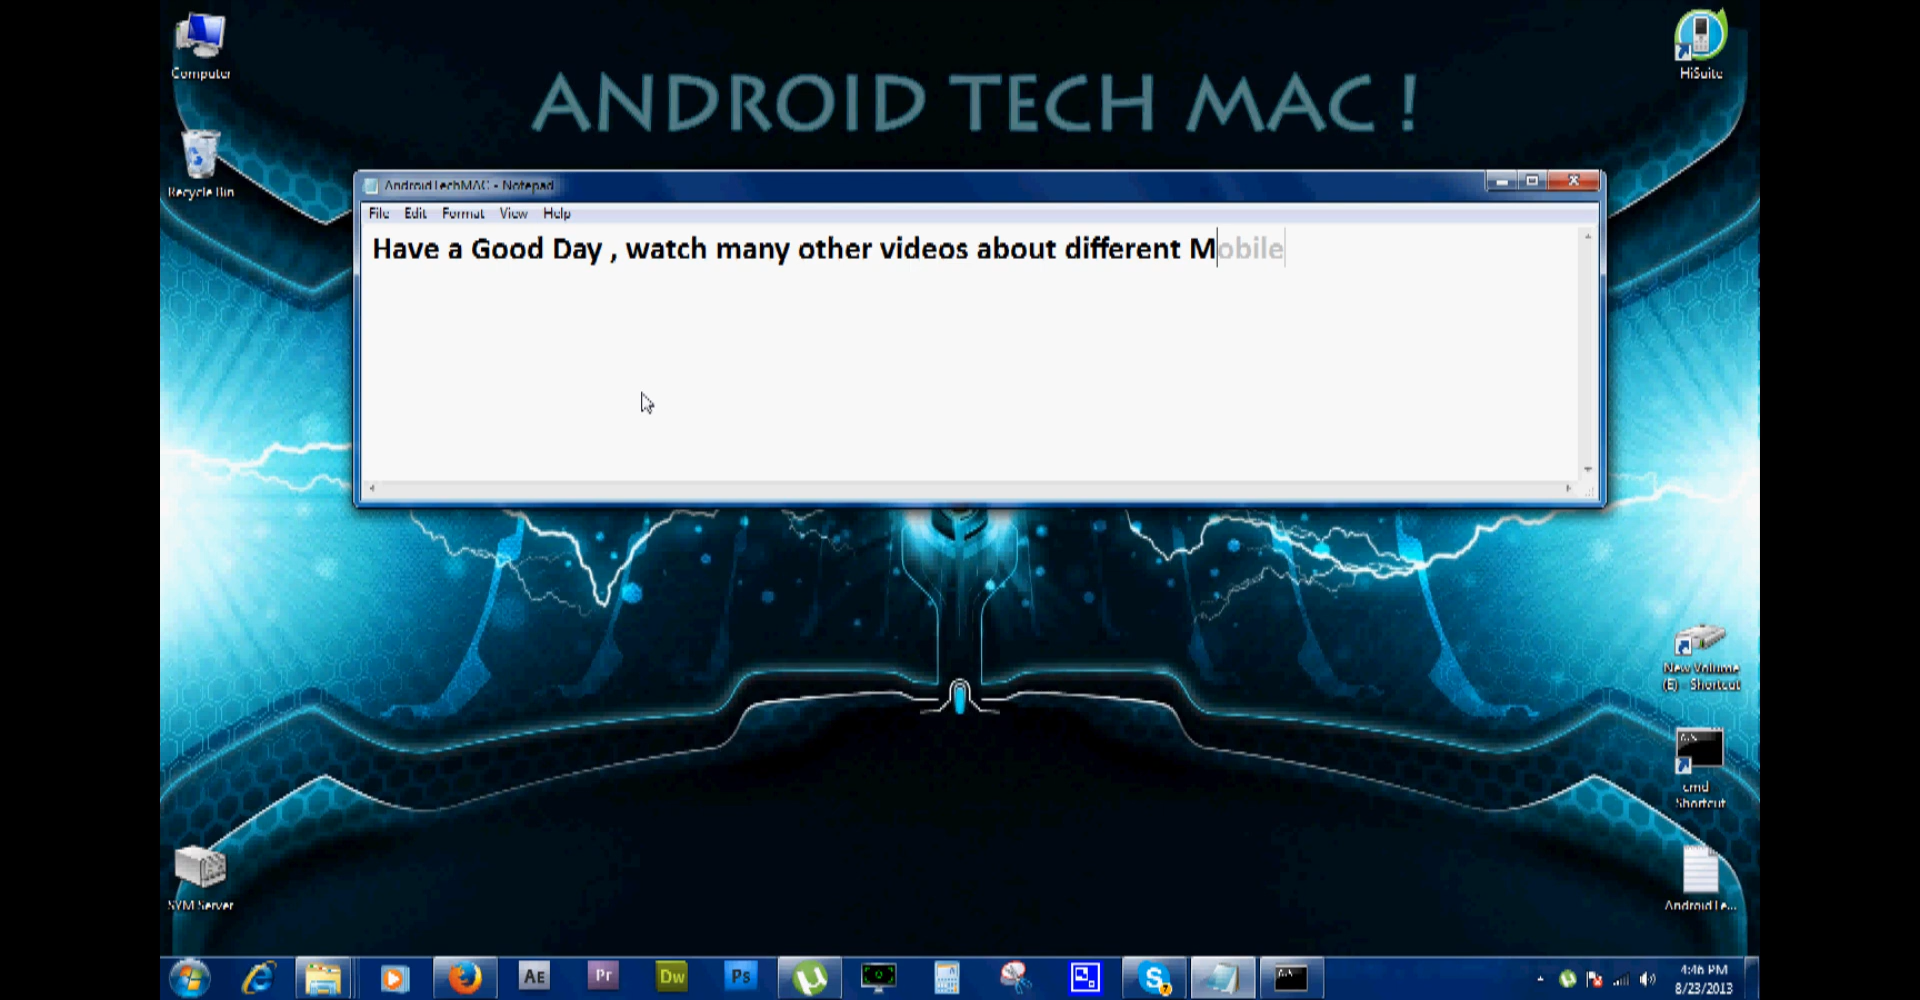 Computer
HiSuite
ANDROID TECH MAC !
Recycle Bin
AndroidTechMAC - Notepad
File Edit Format View Help
Have a Good Day , watch many other videos about different Mobile
New Volume
(E) - Shortcut
cmd
Shortcut
SYM Server
AndroidTe...
AE Pr Dw Ps
4:46 PM
8/23/2013